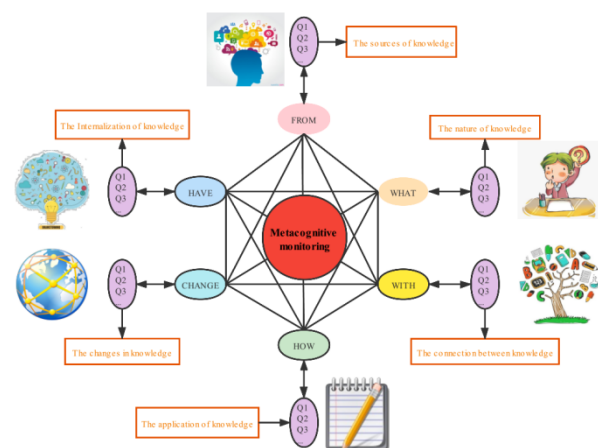 Q1
Q2
Q3
The sources of knowledge
FROM
The Internalization of knowledge
The nature of knowledge
Q1
Q2
Q3
HAVE
WHAT
Q1
Q2
Q3
Metacognitive
monitoring
Q1
Q2
Q3
CHANGE
WITH
Q1
Q2
Q3
The changes in knowledge
HOW
The connection between knowledge
The application of knowledge
Q1
Q2
Q3